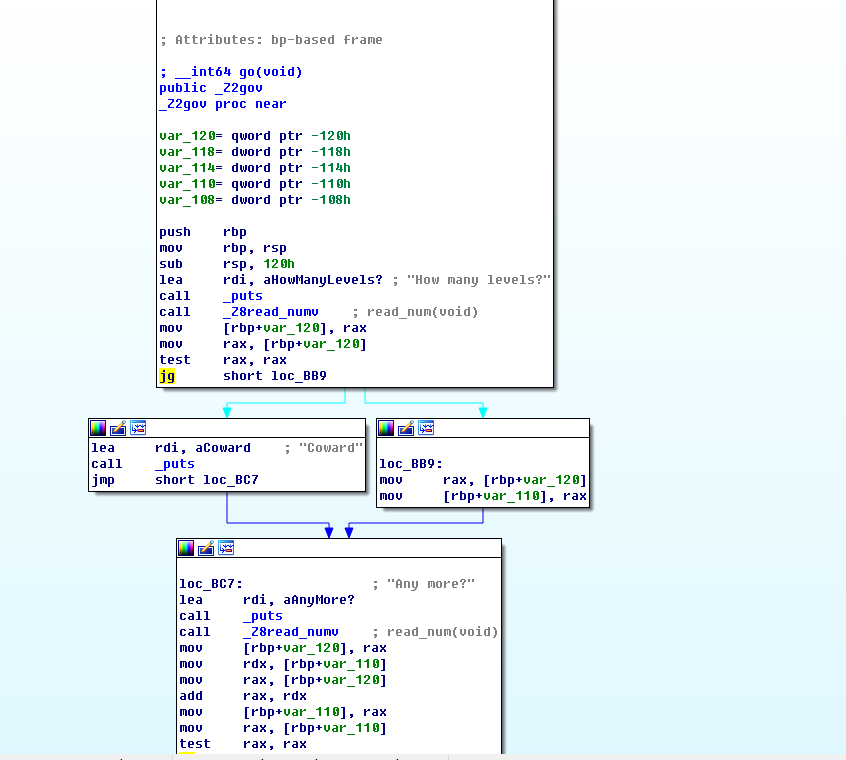 ; Attributes: bp-based frame
; __int64 go(void)
public _Z2gov
_Z2gov proc near
var_120= qword ptr -120h
var_118= dword ptr -118h
var_114= dword ptr -114h
var_110= qword ptr -110h
var_108= dword ptr -108h
push rbp
mov rbp, rsp
sub rsp, 120h
lea rdi, aHowManyLevels? ; "How many levels?"
call _puts
call _Z8read_numv ; read_num(void)
mov [rbp+var_120], rax
mov rax, [rbp+var_120]
test rax, rax
jg short loc_BB9
lea rdi, aCoward ; "Coward"
call _puts
jmp short loc_BC7
loc_BB9:
mov rax, [rbp+var_120]
mov [rbp+var_110], rax
loc_BC7: ; "Any more?"
lea rdi, aAnyMore?
call _puts
call _Z8read_numv ; read_num(void)
mov [rbp+var_120], rax
mov rdx, [rbp+var_110]
mov rax, [rbp+var_120]
add rax, rdx
mov [rbp+var_110], rax
mov rax, [rbp+var_110]
test rax, rax